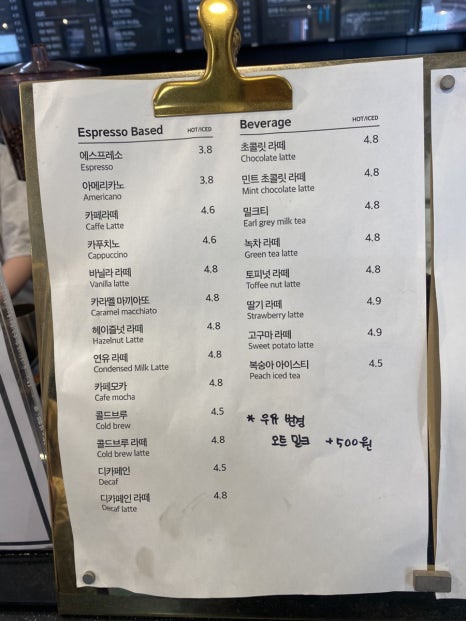 Espresso Based HOT/ICED
에스프레소 3.8
Espresso
아메리카노 3.8
Americano
카페라떼 4.6
Caffe Latte
카푸치노 4.6
Cappuccino
바닐라 라떼 4.8
Vanilla latte
카라멜 마끼아또 4.8
Caramel macchiato
헤이즐넛 라떼 4.8
Hazelnut Latte
연유 라떼 4.8
Condensed Milk Latte
카페모카 4.8
Cafe mocha
콜드브루 4.5
Cold brew
콜드브루 라떼 4.8
Cold brew latte
디카페인 4.5
Decaf
디카페인 라떼 4.8
Decaf latte
Beverage HOT/ICED
초콜릿 라떼 4.8
Chocolate latte
민트 초콜릿 라떼 4.8
Mint chocolate latte
밀크티 4.8
Earl grey milk tea
녹차 라떼 4.8
Green tea latte
토피넛 라떼 4.8
Toffee nut latte
딸기 라떼 4.9
Strawberry latte
고구마 라떼 4.9
Sweet potato latte
복숭아 아이스티 4.5
Peach iced tea
* 우유 변경
오트 밀크 +500원